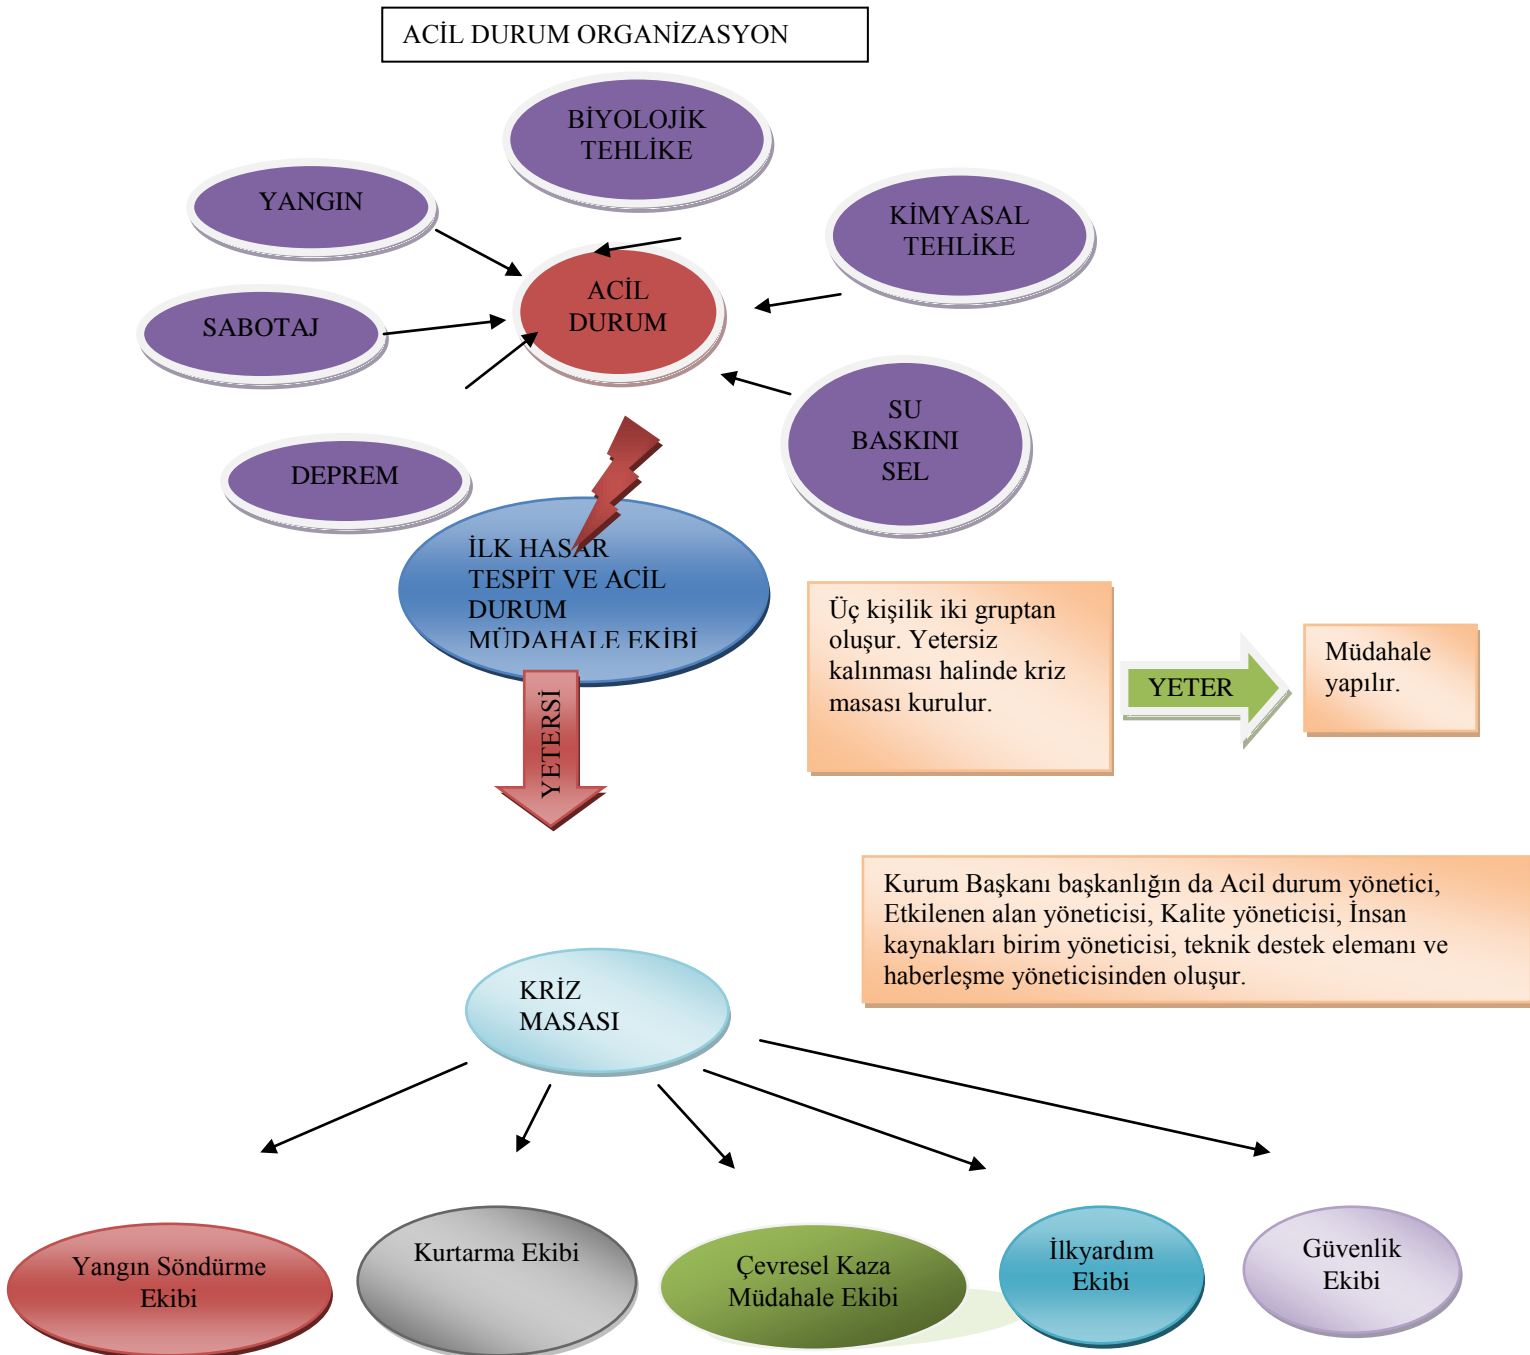 ACİL DURUM ORGANİZASYON
BİYOLOJİK
TEHLİKE
YANGIN
KİMYASAL
TEHLİKE
ACİL
DURUM
SABOTAJ
SU
BASKINI
SEL
DEPREM
İLK HASAR
TESPİT VE ACİL
DURUM
MÜDAHALE EKİBİ
Üç kişilik iki gruptan
oluşur. Yetersiz
kalınması halinde kriz
masası kurulur.
YETER
Müdahale
yapılır.
YETERSİ
Kurum Başkanı başkanlığın da Acil durum yönetici,
Etkilenen alan yöneticisi, Kalite yöneticisi, İnsan
kaynakları birim yöneticisi, teknik destek elemanı ve
haberleşme yöneticisinden oluşur.
KRİZ
MASASI
Yangın Söndürme
Ekibi
Kurtarma Ekibi
Çevresel Kaza
Müdahale Ekibi
İlkyardım
Ekibi
Güvenlik
Ekibi